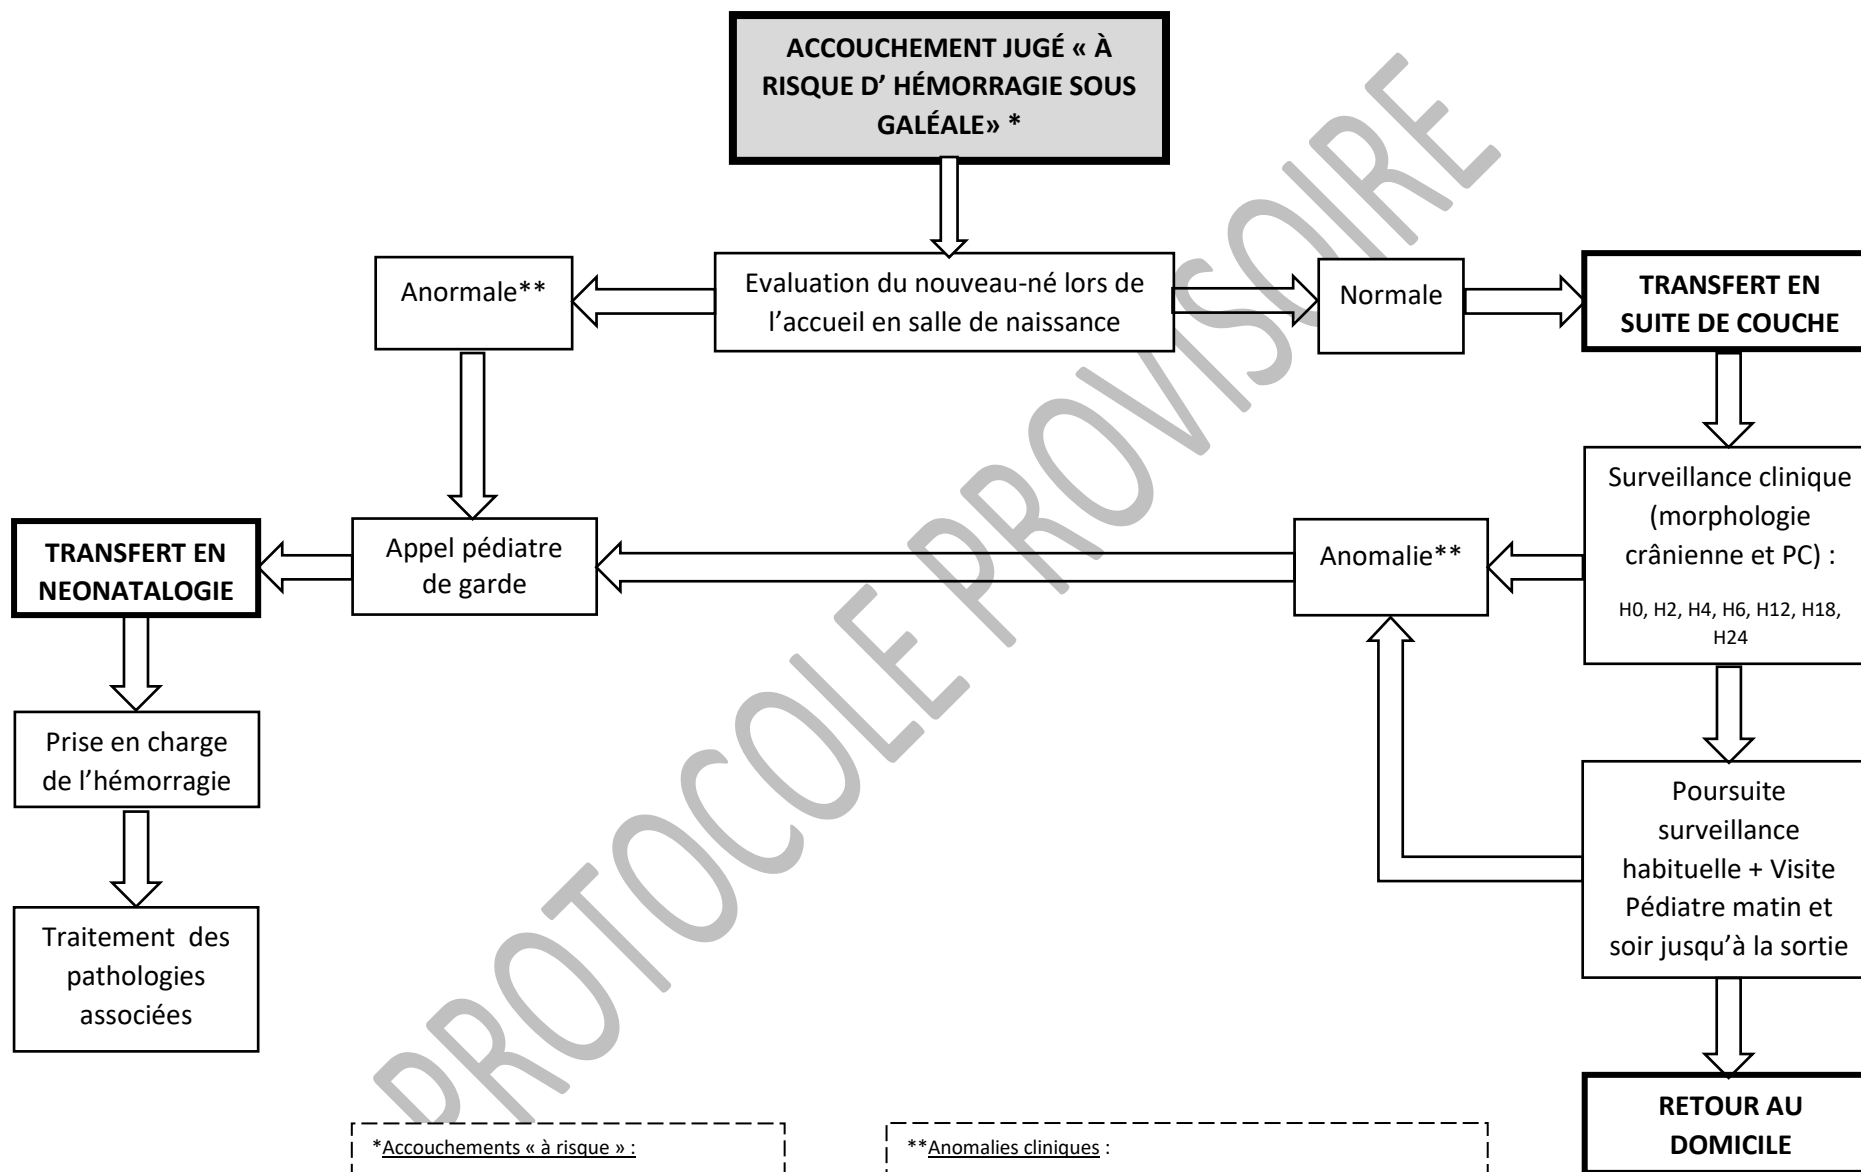 ACCOUCHEMENT JUGÉ « À
RISQUE D’ HÉMORRAGIE SOUS
GALÉALE» *
Anormale**
Evaluation du nouveau-né lors de
l’accueil en salle de naissance
Normale
TRANSFERT EN
SUITE DE COUCHE
Surveillance clinique
(morphologie
crânienne et PC) :
H0, H2, H4, H6, H12, H18,
H24
TRANSFERT EN
NEONATALOGIE
Appel pédiatre
de garde
Anomalie**
Prise en charge
de l’hémorragie
Poursuite
surveillance
habituelle + Visite
Pédiatre matin et
soir jusqu’à la sortie
Traitement  des
pathologies
associées
RETOUR AU
DOMICILE
*Accouchements « à risque » :
**Anomalies cliniques :
PROTOCOLE PROVISOIRE